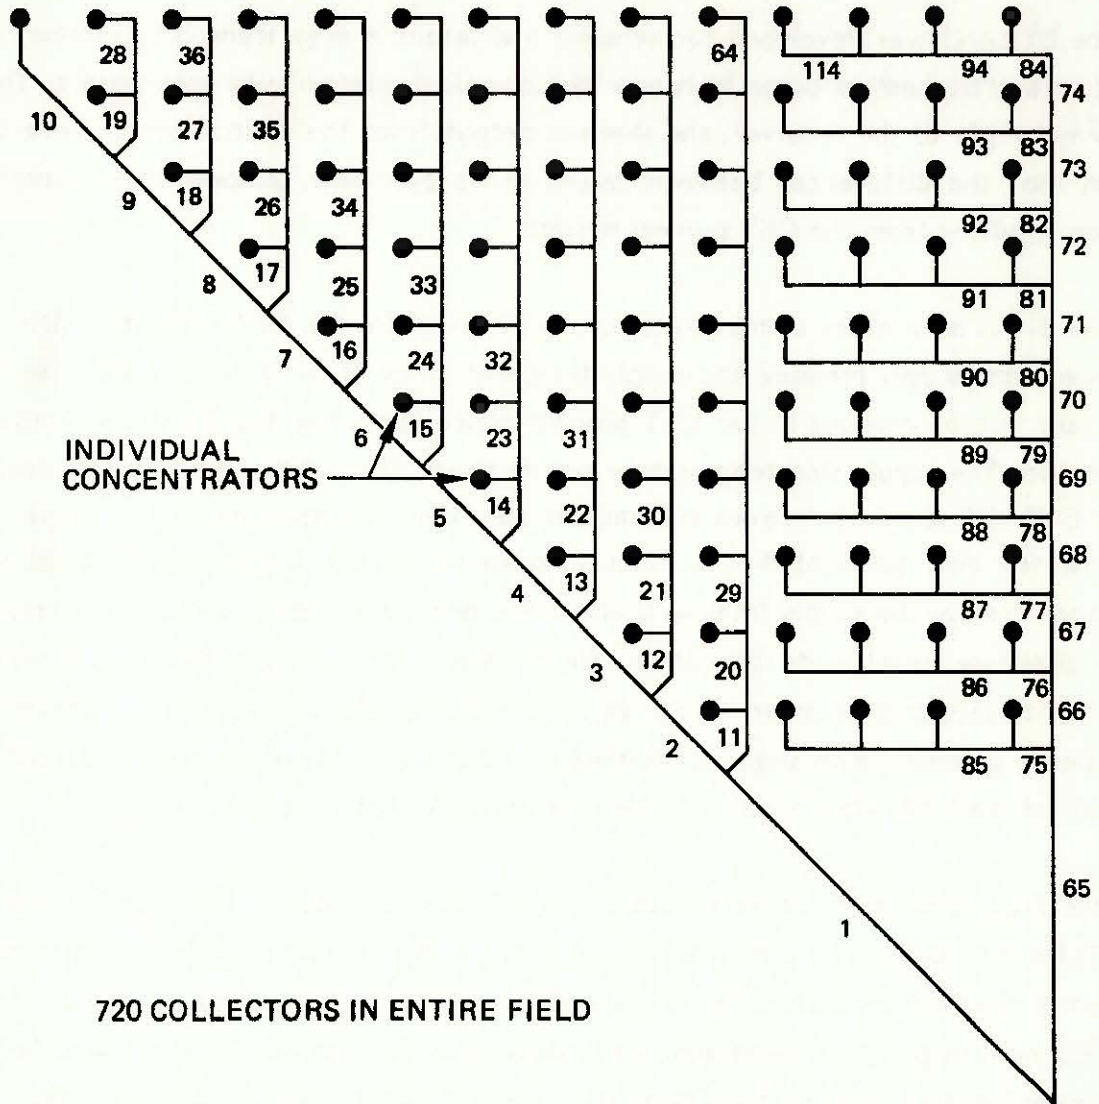 28 36 64 114 94 84
10 19 27 35 93 83 74
9 18 26 34 92 82 73
8 17 25 33 91 81 72
7 16 24 32 90 80 71
6 15 23 31 89 79 70
INDIVIDUAL
CONCENTRATORS
5 14 22 30 88 78 69
4 13 21 29 87 77 68
3 12 20 86 76 67
2 11 85 75 66
1 65
720 COLLECTORS IN ENTIRE FIELD